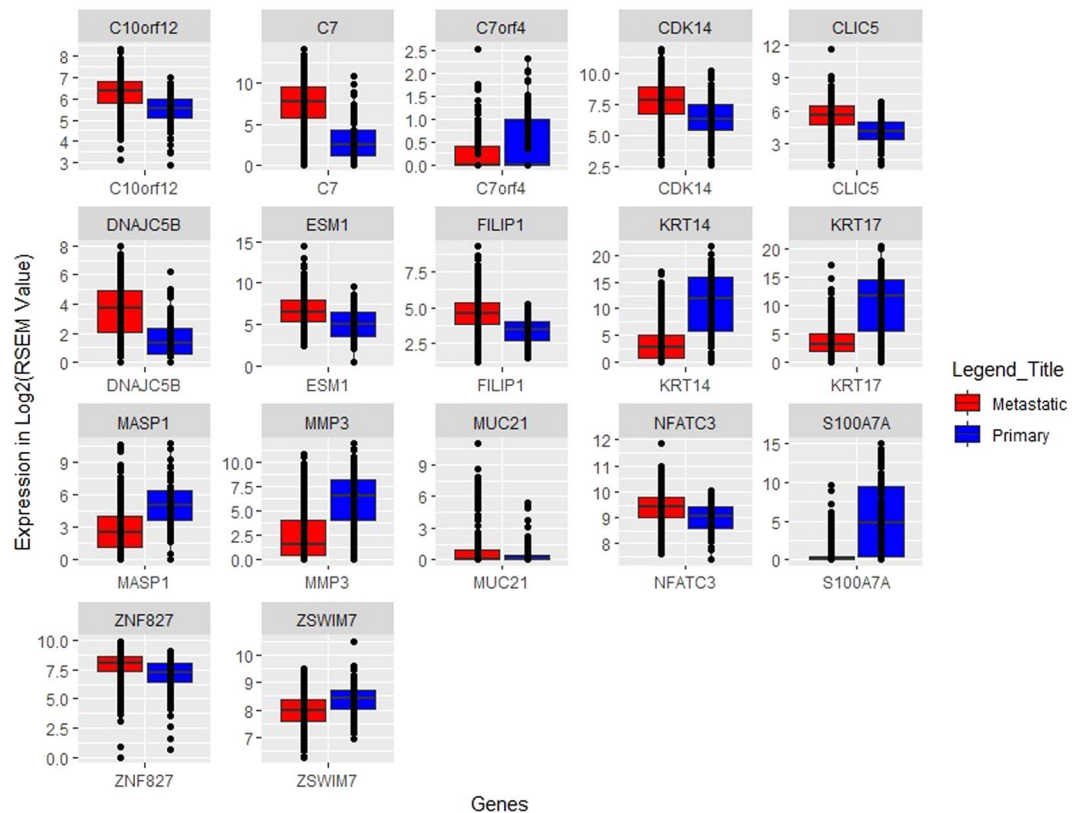 C10orf12 C7 C7orf4 CDK14 CLIC5
8 7 6 5 4 3
10 5 0
2.5 2.0 1.5 1.0 0.5 0.0
10.0 7.5 5.0 2.5
12 9 6 3
C10orf12 C7 C7orf4 CDK14 CLIC5
DNAJC5B ESM1 FILIP1 KRT14 KRT17
8 6 4 2 0
15 10 5 0
7.5 5.0 2.5
20 10 0
20 15 10 5 0
DNAJC5B ESM1 FILIP1 KRT14 KRT17
MASP1 MMP3 MUC21 NFATC3 S100A7A
9 6 3 0
10.0 7.5 5.0 2.5 0.0
9 6 3 0
12 11 10 9 8
15 10 5 0
MASP1 MMP3 MUC21 NFATC3 S100A7A
ZNF827 ZSWIM7
10.0 7.5 5.0 2.5 0.0
10 9 8 7
ZNF827 ZSWIM7
Expression in Log2(RSEM Value)
Genes
Legend_Title
Metastatic
Primary